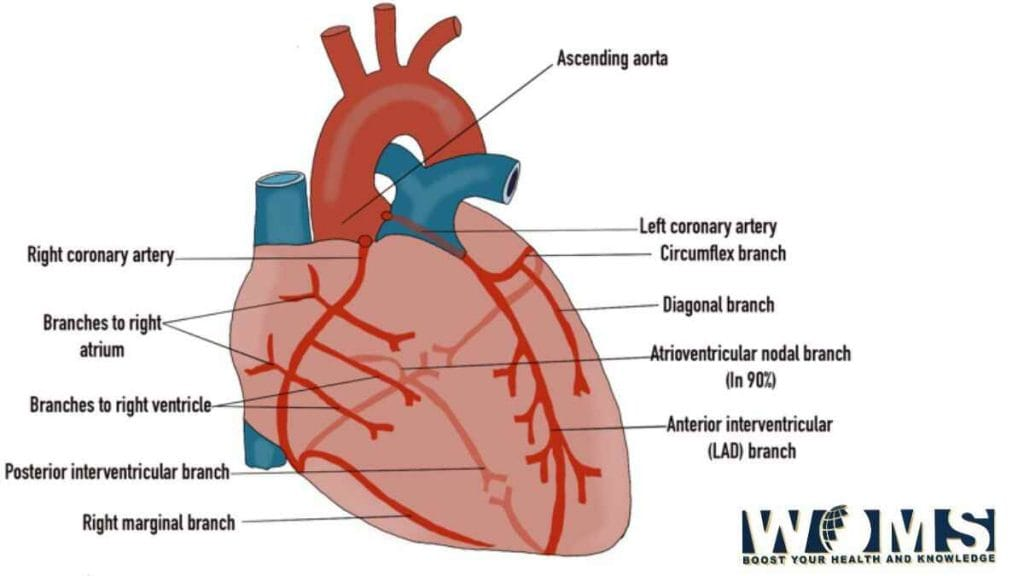 Ascending aorta
Left coronary artery
Circumflex branch
Right coronary artery
Diagonal branch
Branches to right
atrium
Atrioventricular nodal branch
(In 90%)
Branches to right ventricle
Anterior interventricular
(LAD) branch
Posterior interventricular branch
Right marginal branch
WOMS
BOOST YOUR HEALTH AND KNOWLEDGE